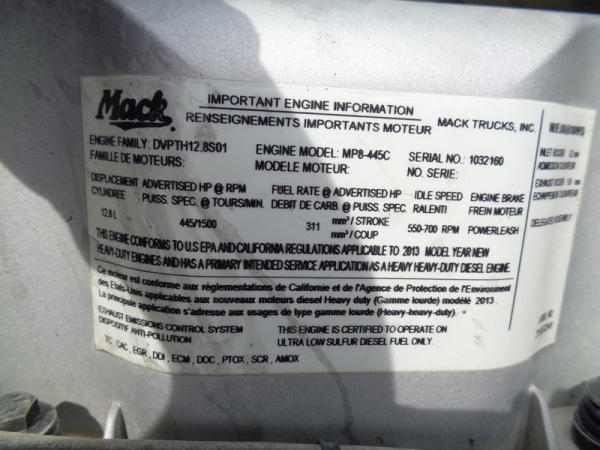 Mack
IMPORTANT ENGINE INFORMATION
RENSEIGNEMENTS IMPORTANTS MOTEUR
MACK TRUCKS, INC.
ENGINE FAMILY: DVPTH12.8S01
FAMILLE DE MOTEURS:
ENGINE MODEL: MP8-445C
MODELE MOTEUR:
SERIAL NO.: 1032160
NO. SERIE:
DISPLACEMENT ADVERTISED HP @ RPM FUEL RATE @ ADVERTISED HP IDLE SPEED ENGINE BRAKE
CYLINDREE PUISS. SPEC. @ TOURS/MIN. DEBIT DE CARB. @ PUISS. SPEC. RALENTI FREIN MOTEUR
12.8 L 445/1500 311 mm³ / STROKE 550-700 RPM POWERLEASH
mm³ / COUP
THIS ENGINE CONFORMS TO U.S EPA AND CALIFORNIA REGULATIONS APPLICABLE TO 2013 MODEL YEAR NEW
HEAVY-DUTY ENGINES AND HAS A PRIMARY INTENDED SERVICE APPLICATION AS A HEAVY HEAVY-DUTY DIESEL ENGINE.
Ce moteur est conforme aux réglementations de Californie et de l'Agence de Protection de l'Environment
des Etats-Unis applicables aux nouveaux moteurs diesel Heavy duty (Gamme lourde) modélé 2013 .
La principale application s'adresse aux usages de type gamme lourde (Heavy-heavy-duty)
EXHAUST EMISSIONS CONTROL SYSTEM
DISPOSITIF ANTI-POLLUTION
THIS ENGINE IS CERTIFIED TO OPERATE ON
ULTRA LOW SULFUR DIESEL FUEL ONLY.
TC , CAC , EGR , DDI , ECM , DOC , PTOX , SCR , AMOX
INLET
EXHAUST
DELEGATED ASSEMBLY